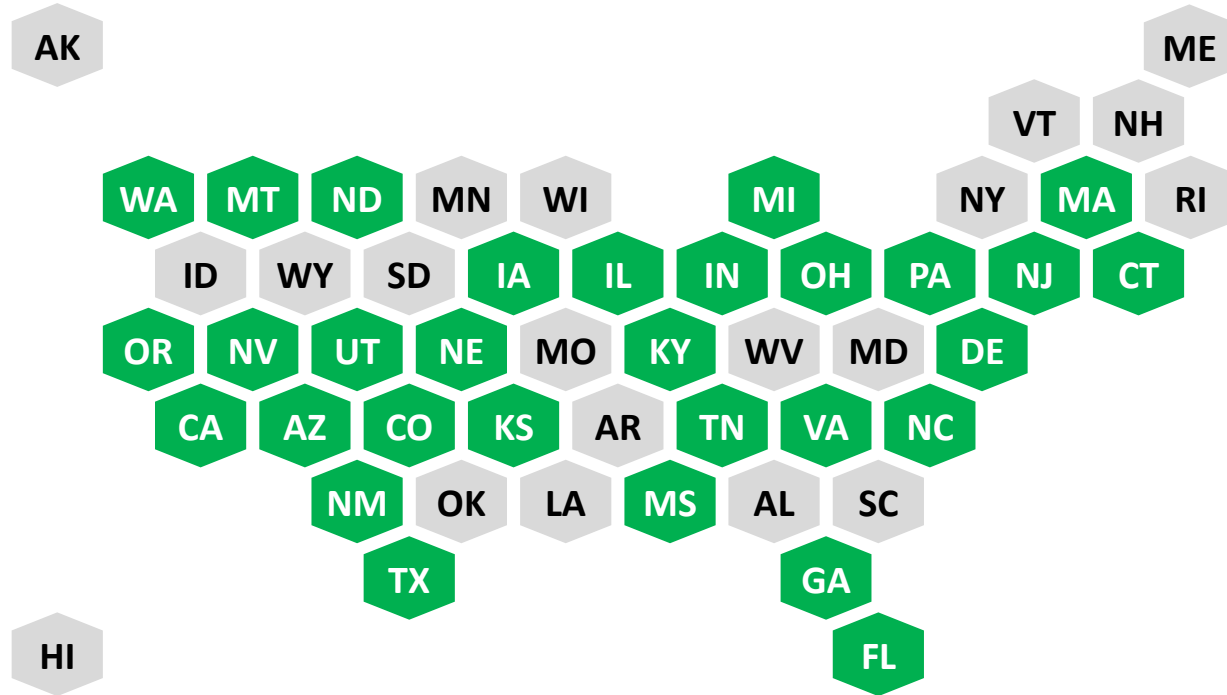 AK ME
VT NH
WA MT ND MN WI MI NY MA RI
ID WY SD IA IL IN OH PA NJ CT
OR NV UT NE MO KY WV MD DE
CA AZ CO KS AR TN VA NC
NM OK LA MS AL SC
TX GA
HI FL